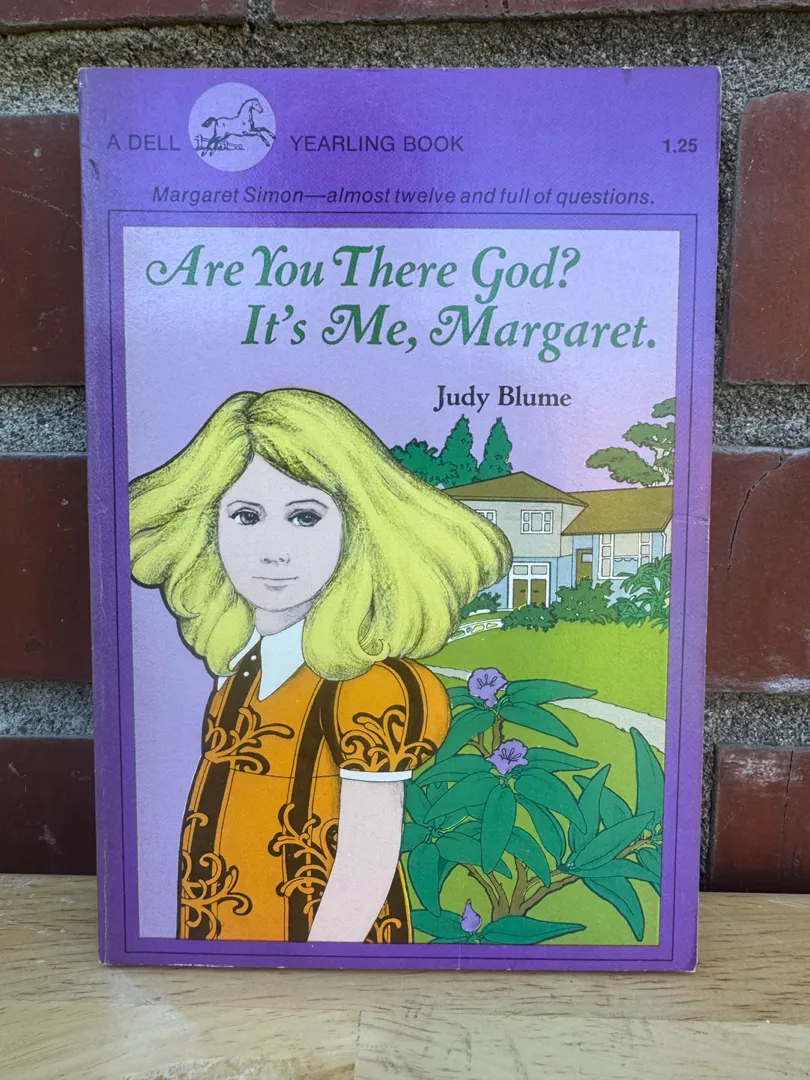 A DELL YEARLING BOOK 1.25
Margaret Simon—almost twelve and full of questions.
Are You There God?
It's Me, Margaret.
Judy Blume